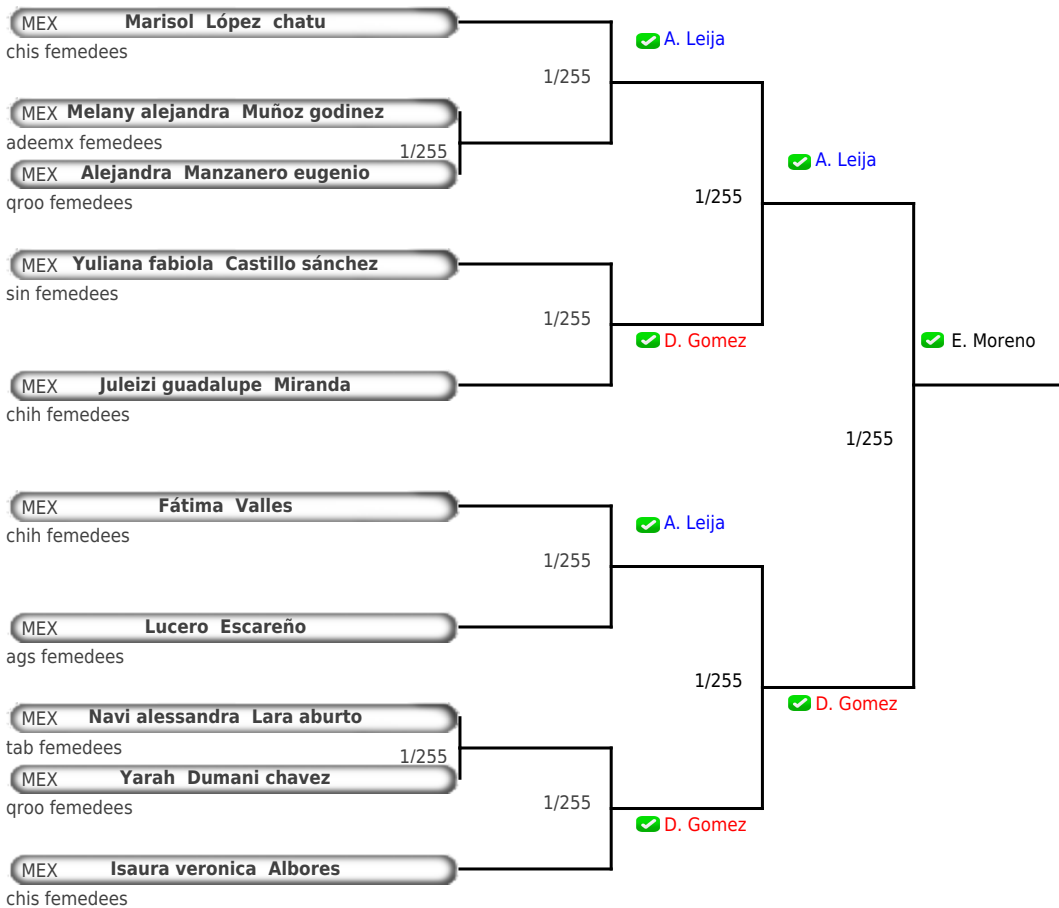 MEX Marisol López chatu
chis femedees
A. Leija
1/255
MEX Melany alejandra Muñoz godinez
adeemx femedees
1/255
MEX Alejandra Manzanero eugenio
qroo femedees
A. Leija
1/255
MEX Yuliana fabiola Castillo sánchez
sin femedees
1/255
D. Gomez
E. Moreno
MEX Juleizi guadalupe Miranda
chih femedees
1/255
MEX Fátima Valles
chih femedees
A. Leija
1/255
MEX Lucero Escareño
ags femedees
1/255
D. Gomez
MEX Navi alessandra Lara aburto
tab femedees
1/255
MEX Yarah Dumani chavez
qroo femedees
1/255
D. Gomez
MEX Isaura veronica Albores
chis femedees